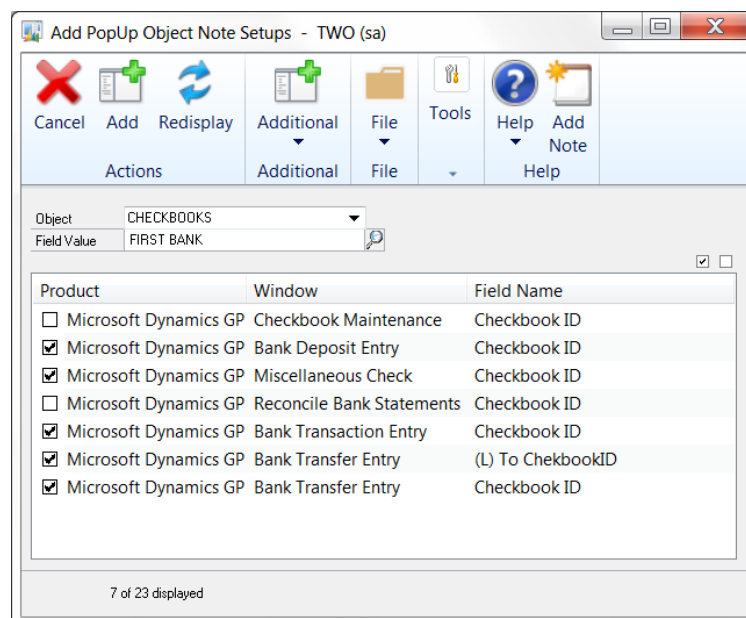 Add PopUp Object Note Setups - TWO (sa)
Cancel Add Redisplay Additional File Tools Help Add Note
Actions Additional File Help
Object CHECKBOOKS
Field Value FIRST BANK
Product Window Field Name
Microsoft Dynamics GP Checkbook Maintenance Checkbook ID
Microsoft Dynamics GP Bank Deposit Entry Checkbook ID
Microsoft Dynamics GP Miscellaneous Check Checkbook ID
Microsoft Dynamics GP Reconcile Bank Statements Checkbook ID
Microsoft Dynamics GP Bank Transaction Entry Checkbook ID
Microsoft Dynamics GP Bank Transfer Entry (L) To ChekbookID
Microsoft Dynamics GP Bank Transfer Entry Checkbook ID
7 of 23 displayed